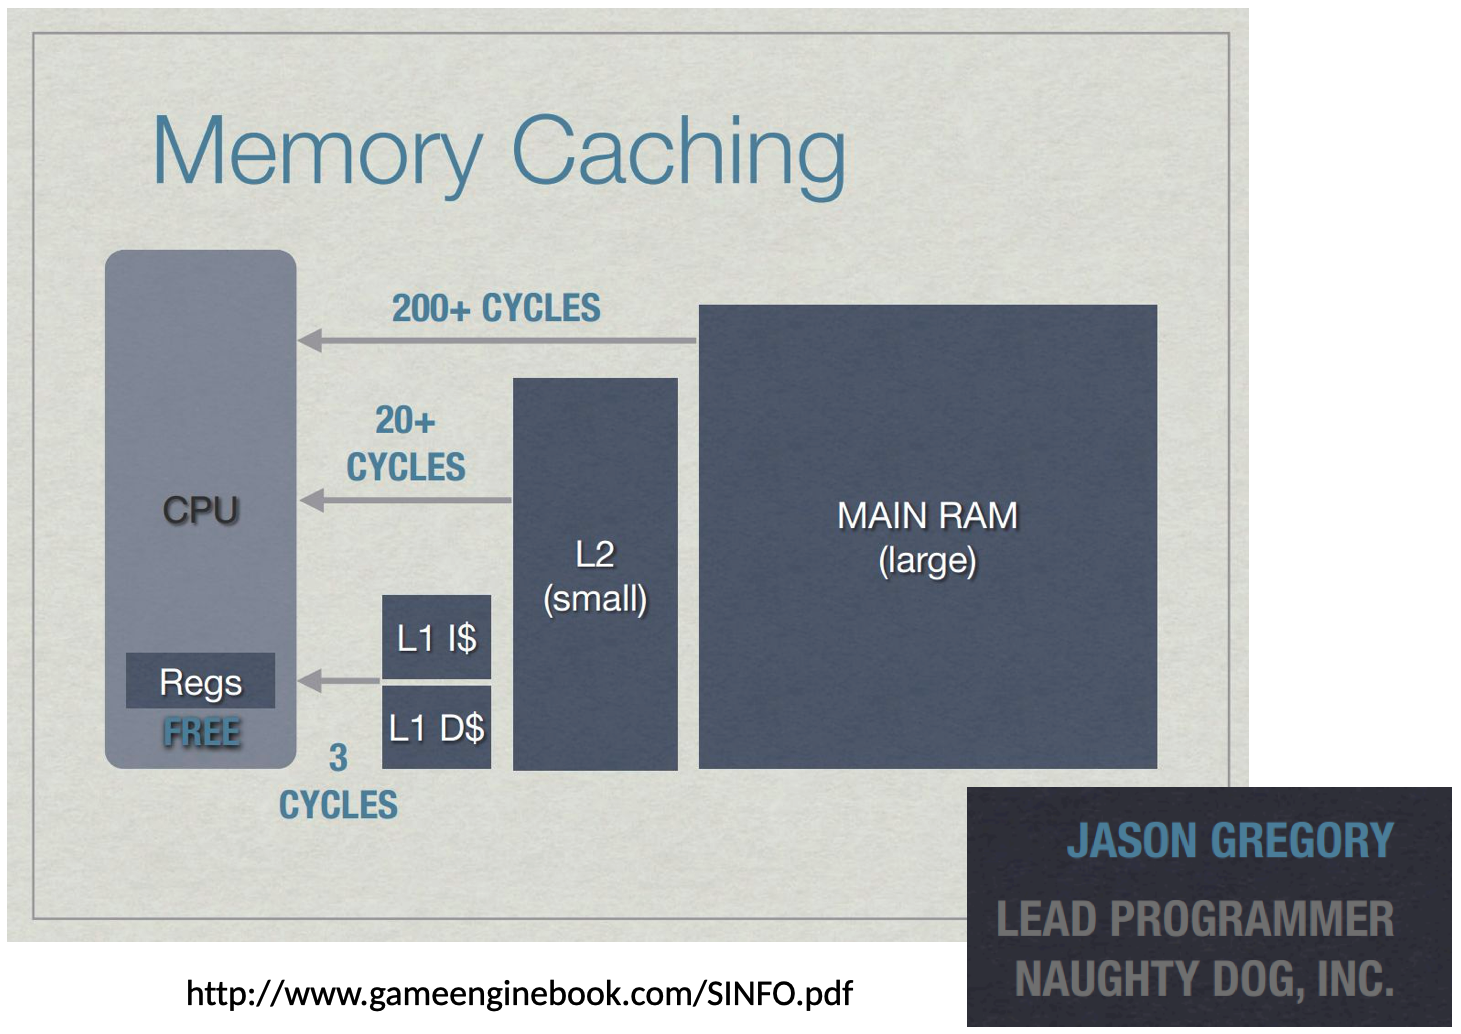 Memory Caching
200+ CYCLES
20+
CYCLES
CPU
MAIN RAM
(large)
L2
(small)
L1 I$
Regs
L1 D$
FREE
3
CYCLES
JASON GREGORY
LEAD PROGRAMMER
NAUGHTY DOG, INC.
http://www.gameenginebook.com/SINFO.pdf